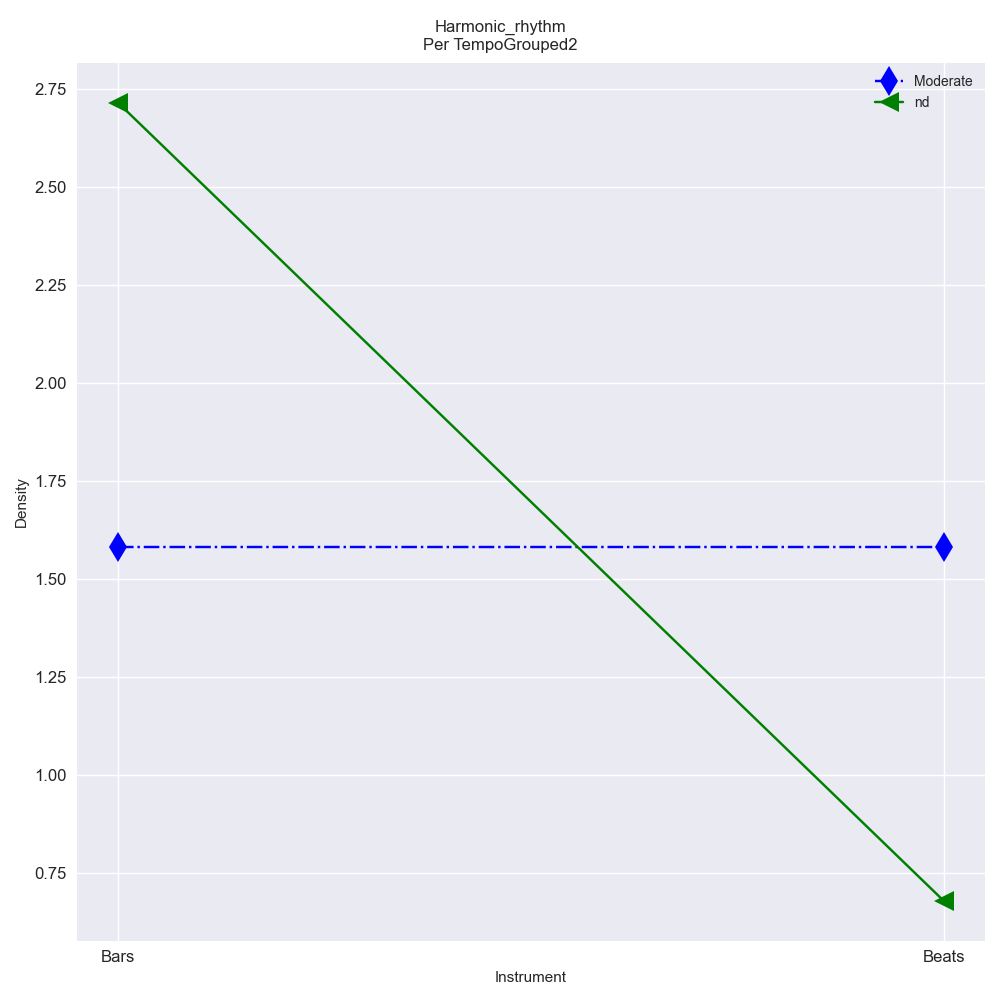 Harmonic_rhythm
Per TempoGrouped2
Moderate
nd
2.75
2.50
2.25
2.00
1.75
1.50
1.25
1.00
0.75
Density
Bars
Beats
Instrument